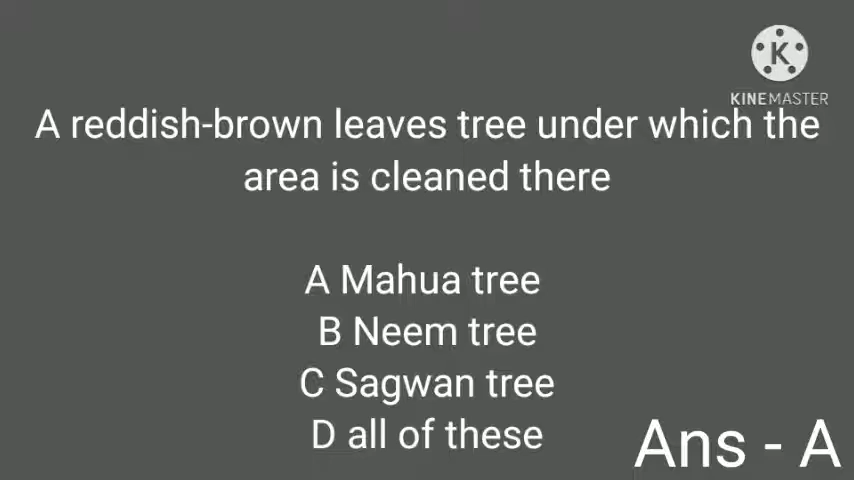 K
KINEMASTER
A reddish-brown leaves tree under which the
area is cleaned there
A Mahua tree
B Neem tree
C Sagwan tree
D all of these
Ans - A